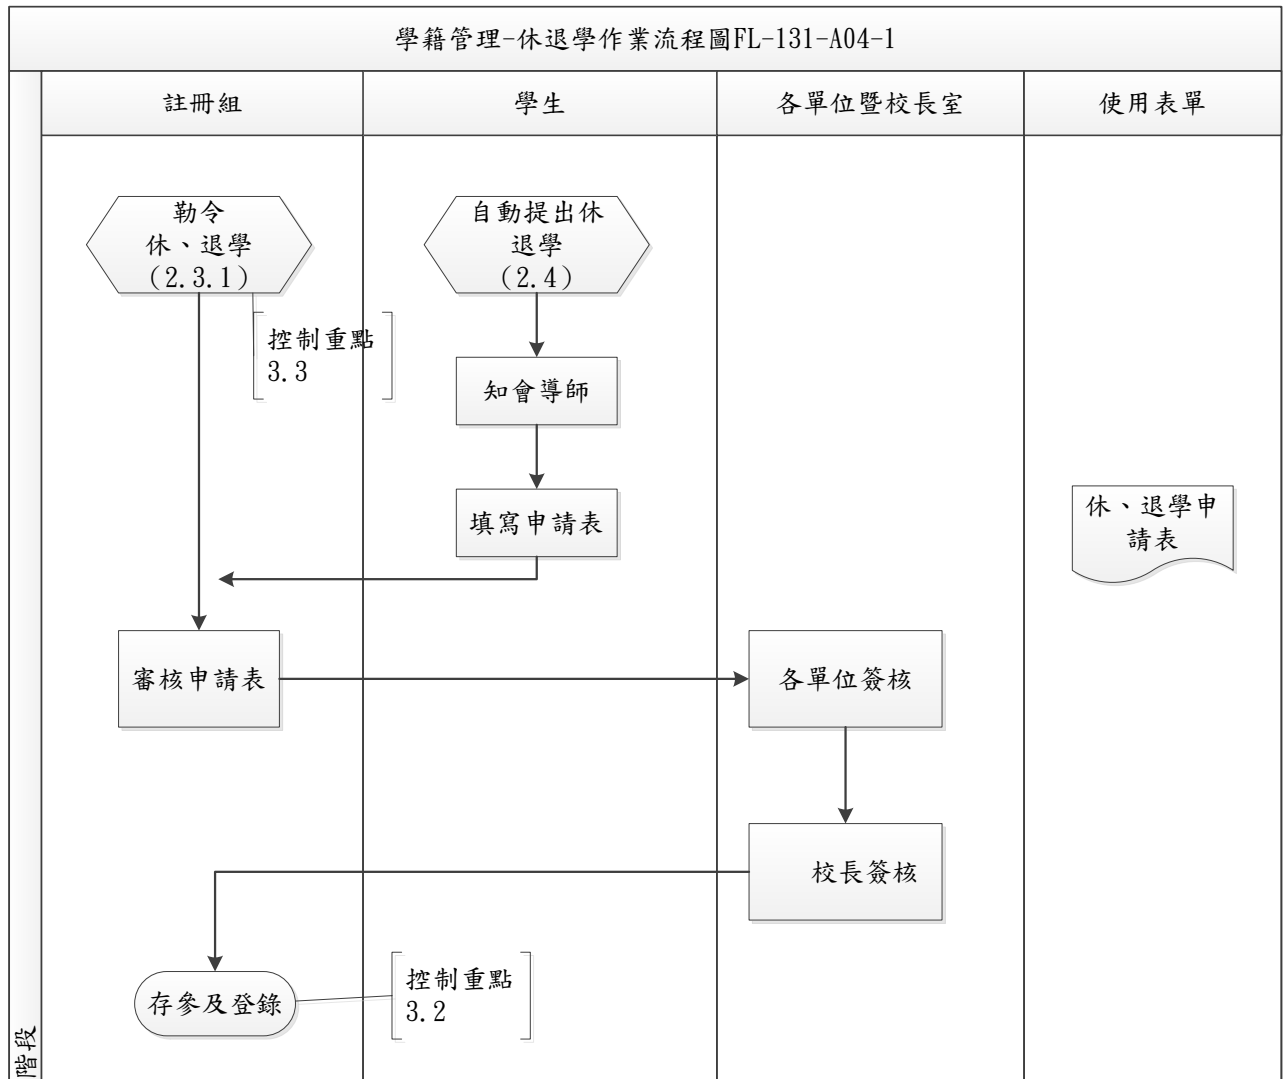 學籍管理-休退學作業流程圖FL-131-A04-1
註冊組
學生
各單位暨校長室
使用表單
勒令
休、退學
（2.3.1）
自動提出休
退學
（2.4）
控制重點
3.3
知會導師
填寫申請表
休、退學申
請表
審核申請表
各單位簽核
校長簽核
存參及登錄
控制重點
3.2
階段